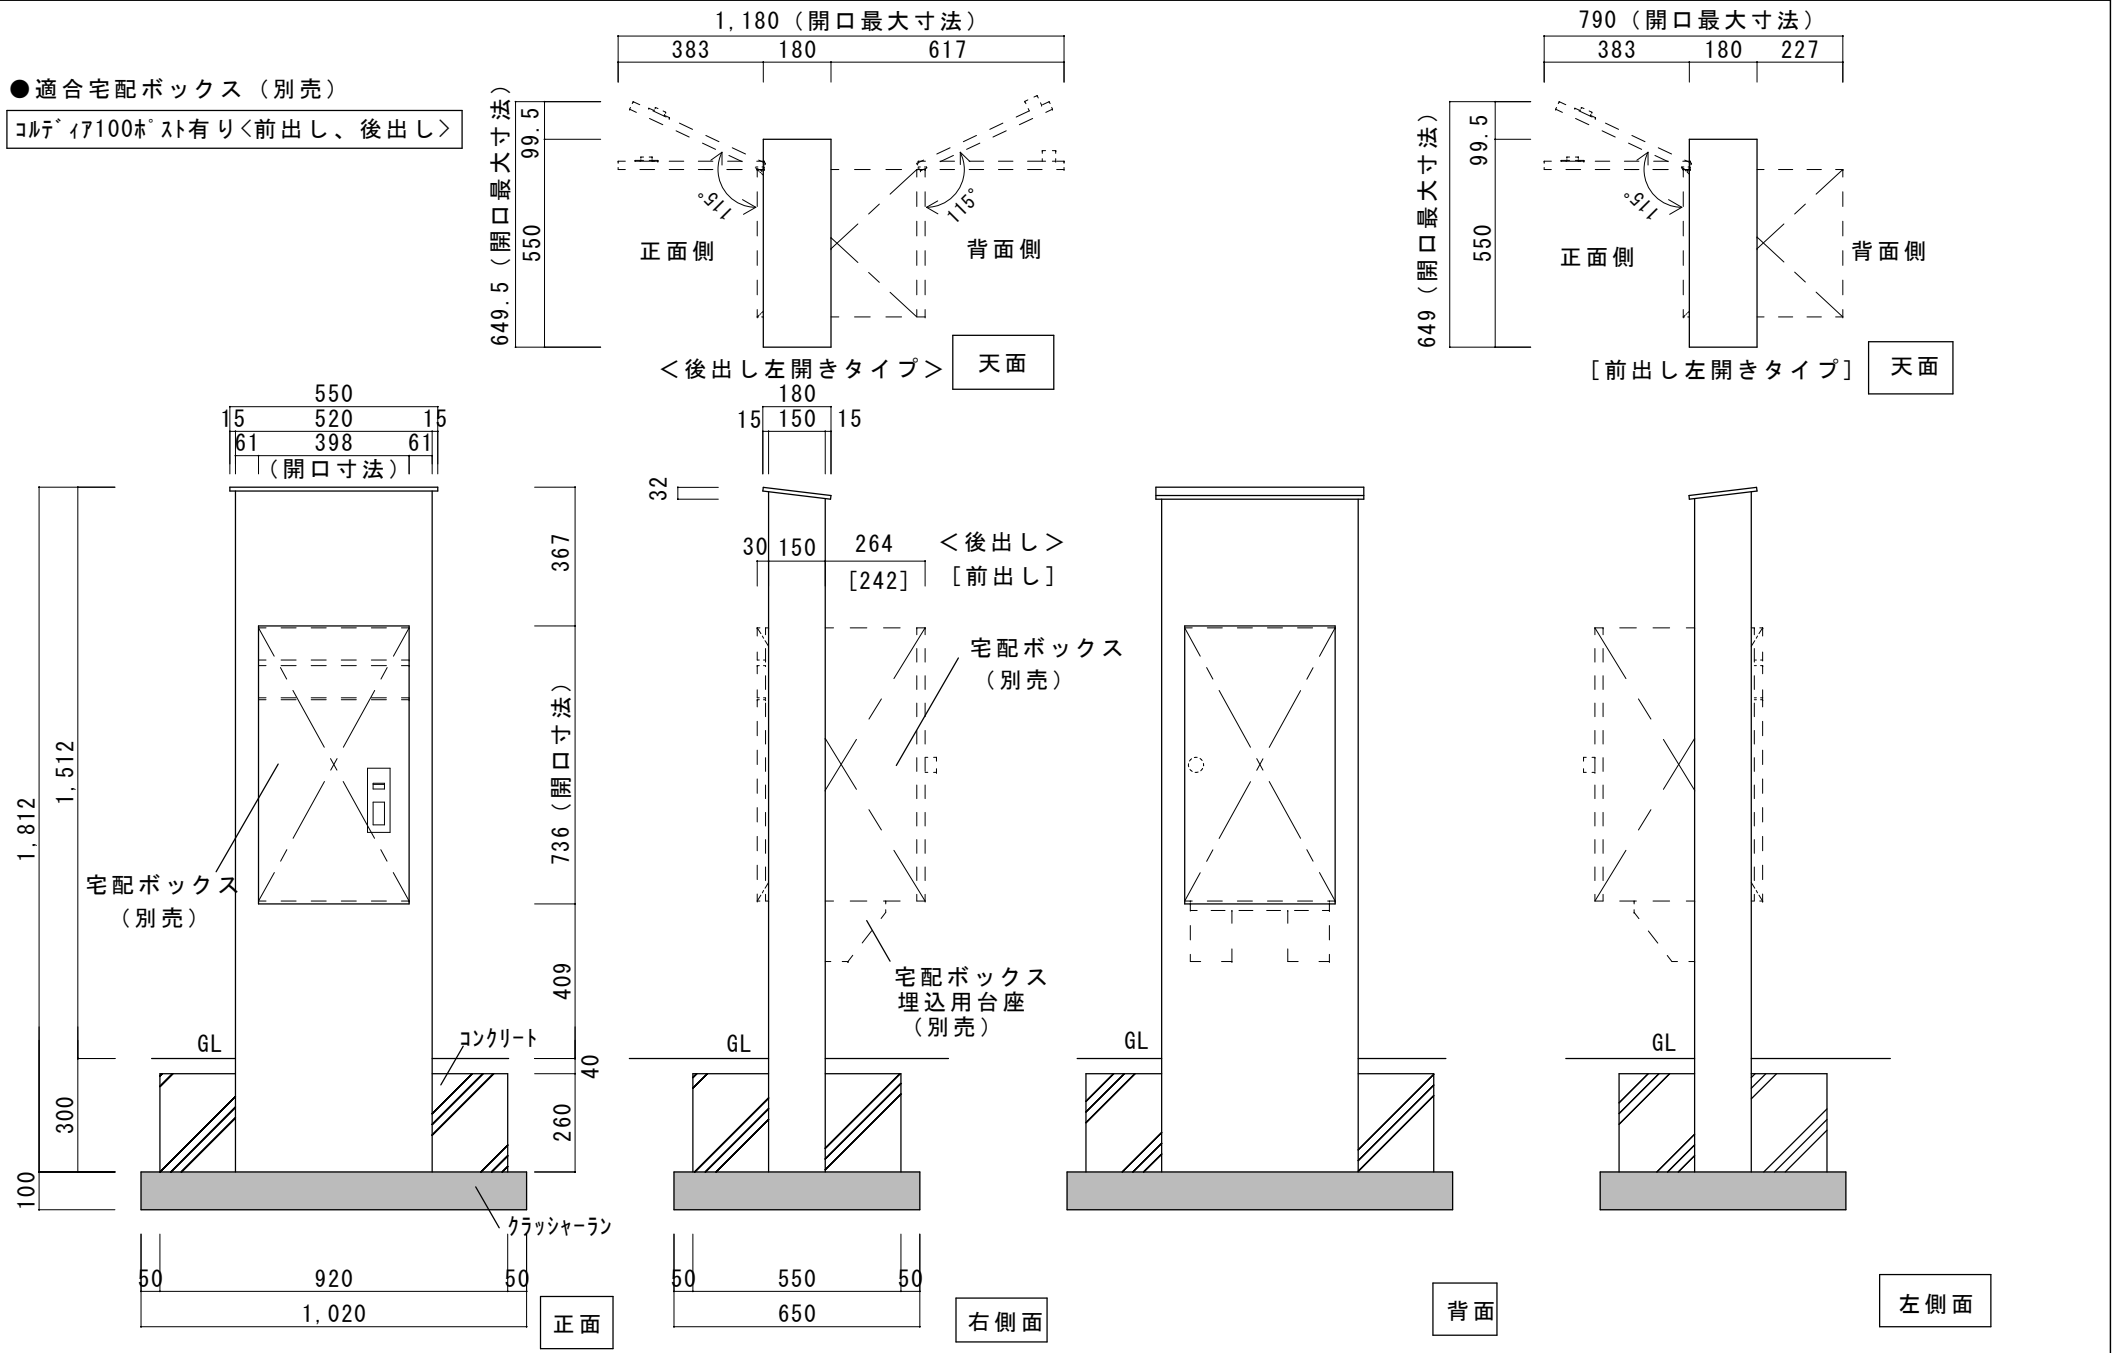 ●適合宅配ボックス（別売）
コルディア100ポスト有り<前出し、後出し>
1,180（開口最大寸法）
383
180
617
649.5（開口最大寸法）
99.5
550
115°
115°
正面側
背面側
＜後出し左開きタイプ＞
天面
790（開口最大寸法）
383
180
227
649（開口最大寸法）
99.5
550
115°
正面側
背面側
[前出し左開きタイプ]
天面
550
15
520
15
61
398
61
（開口寸法）
1,812
1,512
300
100
367
736（開口寸法）
409
40
260
宅配ボックス
（別売）
GL
コンクリート
クラッシャーラン
50
920
50
1,020
正面
180
15
150
15
32
30
150
264
＜後出し＞
[242]
[前出し]
宅配ボックス
（別売）
宅配ボックス
埋込用台座
（別売）
GL
50
550
50
650
右側面
GL
背面
GL
左側面